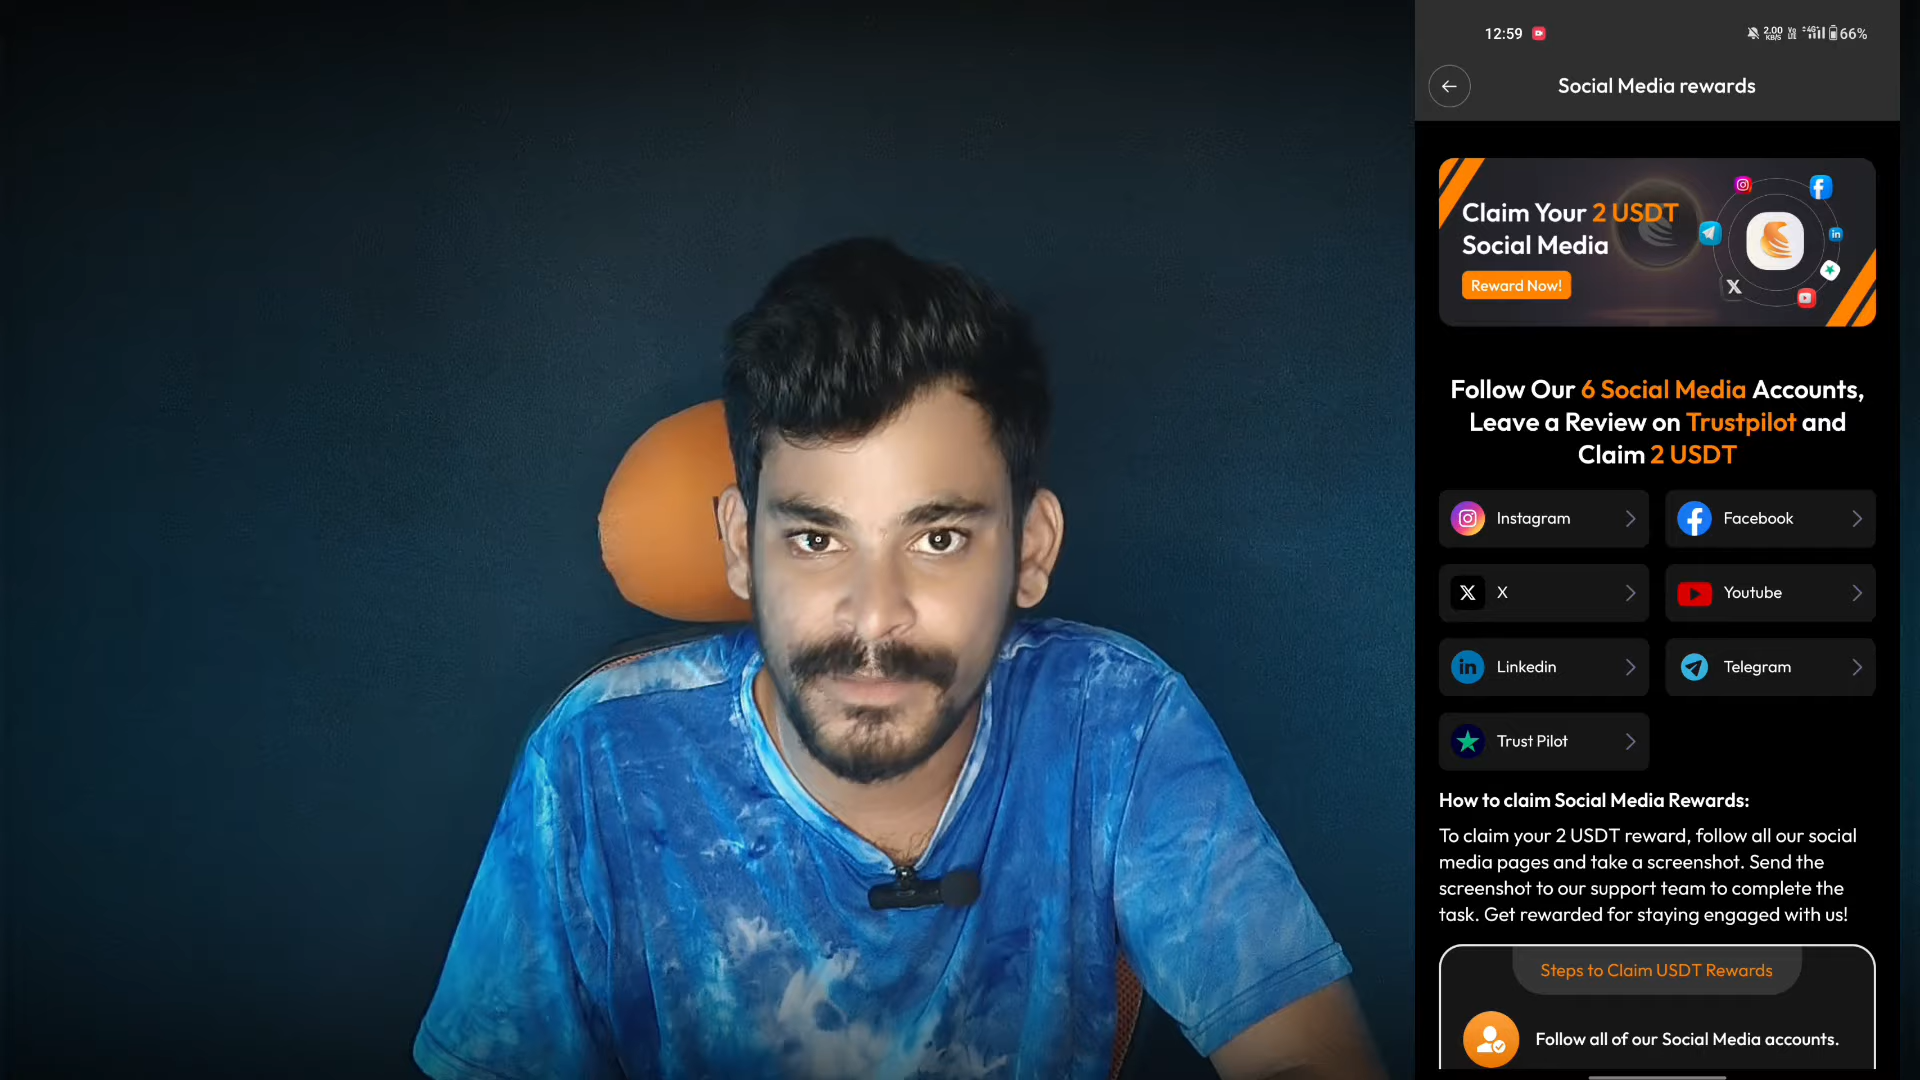 12:59
2.00 KB/S 4G+ 66%
Social Media rewards
Claim Your 2 USDT
Social Media
Reward Now!
Follow Our 6 Social Media Accounts,
Leave a Review on Trustpilot and
Claim 2 USDT
Instagram
Facebook
X
Youtube
Linkedin
Telegram
Trust Pilot
How to claim Social Media Rewards:
To claim your 2 USDT reward, follow all our social
media pages and take a screenshot. Send the
screenshot to our support team to complete the
task. Get rewarded for staying engaged with us!
Steps to Claim USDT Rewards
Follow all of our Social Media accounts.